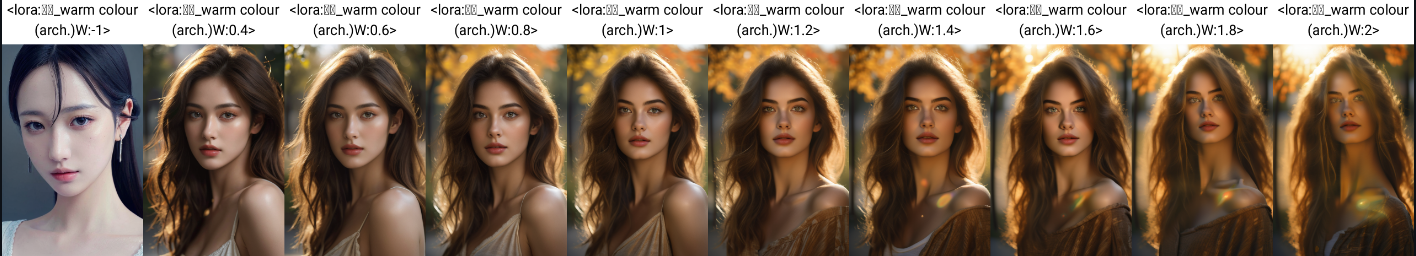 <lora:_warm colour
(arch.)W:-1>
<lora:_warm colour
(arch.)W:0.4>
<lora:_warm colour
(arch.)W:0.6>
<lora:_warm colour
(arch.)W:0.8>
<lora:_warm colour
(arch.)W:1>
<lora:_warm colour
(arch.)W:1.2>
<lora:_warm colour
(arch.)W:1.4>
<lora:_warm colour
(arch.)W:1.6>
<lora:_warm colour
(arch.)W:1.8>
<lora:_warm colour
(arch.)W:2>